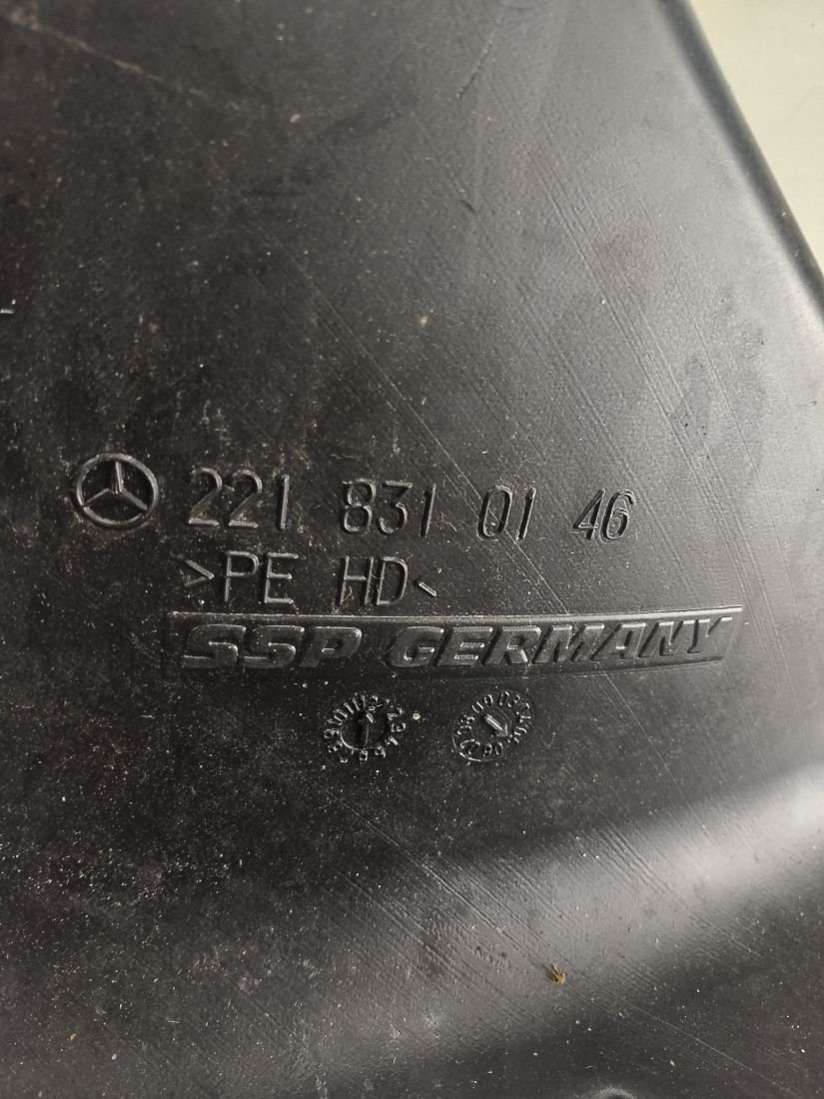 221 831 01 46
>PE HD<
SSP GERMANY